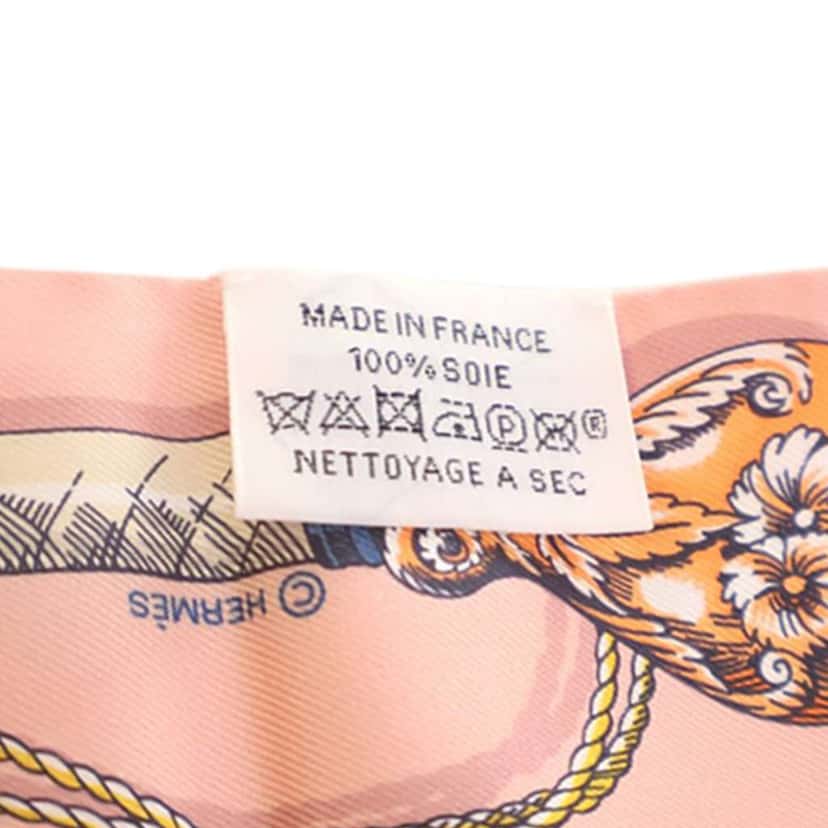 MADE IN FRANCE
100% SOIE
P ®
NETTOYAGE A SEC
© HERMÈS